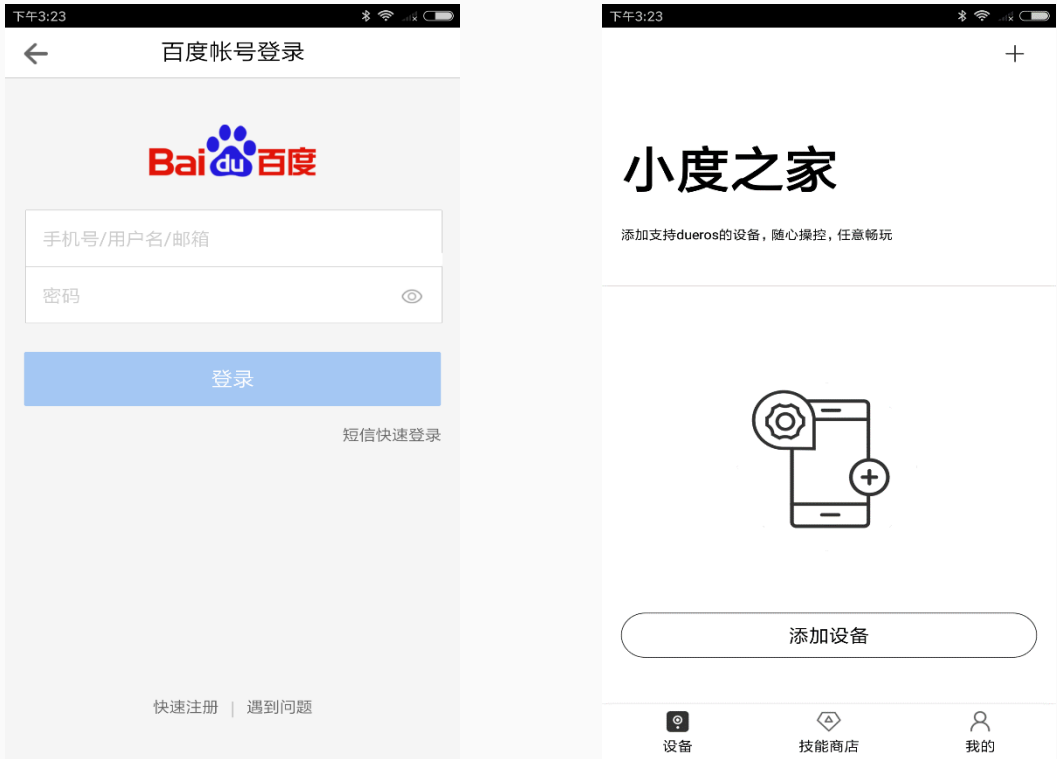 下午3:23
百度帐号登录
Bai du 百度
手机号/用户名/邮箱
密码
登录
短信快速登录
快速注册 | 遇到问题
下午3:23
小度之家
添加支持dueros的设备，随心操控，任意畅玩
添加设备
设备 技能商店 我的